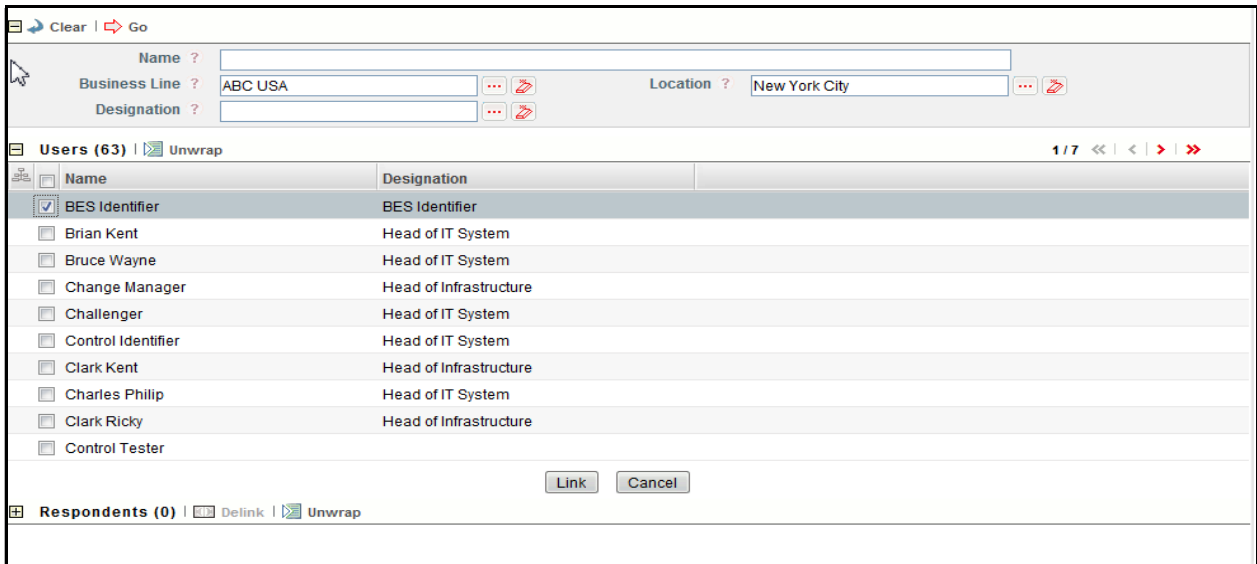 Clear | Go
Name ?
Business Line ? ABC USA ... Location ? New York City ...
Designation ? ...
Users (63) | Unwrap 1 / 7
Name Designation
BES Identifier BES Identifier
Brian Kent Head of IT System
Bruce Wayne Head of IT System
Change Manager Head of Infrastructure
Challenger Head of IT System
Control Identifier Head of IT System
Clark Kent Head of Infrastructure
Charles Philip Head of IT System
Clark Ricky Head of Infrastructure
Control Tester
Link Cancel
Respondents (0) | Delink | Unwrap